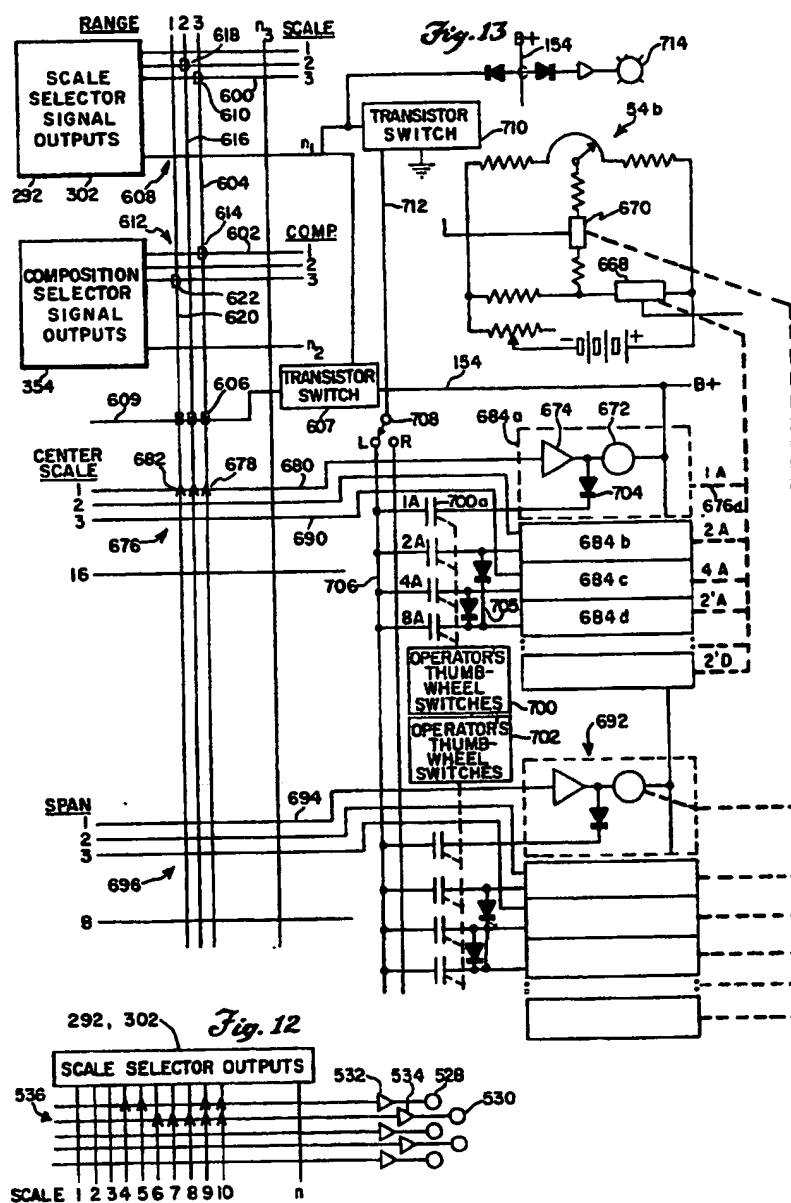 RANGE 1 2 3 n3 SCALE
Fig. 13
B+
154
714
618
1
2
3
SCALE
SELECTOR
SIGNAL
OUTPUTS
600
610
616
TRANSISTOR
SWITCH
710
54b
n1
292 302 608
604
712
612
614
602
COMP.
1
2
3
670
668
COMPOSITION
SELECTOR
SIGNAL
OUTPUTS
622
620
- +
354
n2
154
B+
609
606
TRANSISTOR
SWITCH
607
708
L R
684a
674
672
CENTER
SCALE
682
678
680
1
2
3
676
690
16
704
1A
676a
1A 700a
2A
4A
8A
706
705
684b
684c
684d
2A
4A
2'A
2'D
OPERATOR'S
THUMB-
WHEEL
SWITCHES
700
OPERATOR'S
THUMB-
WHEEL
SWITCHES
702
692
SPAN
694
1
2
3
696
8
292, 302
Fig. 12
SCALE SELECTOR OUTPUTS
532
534
528
530
536
SCALE 1 2 3 4 5 6 7 8 9 10 n